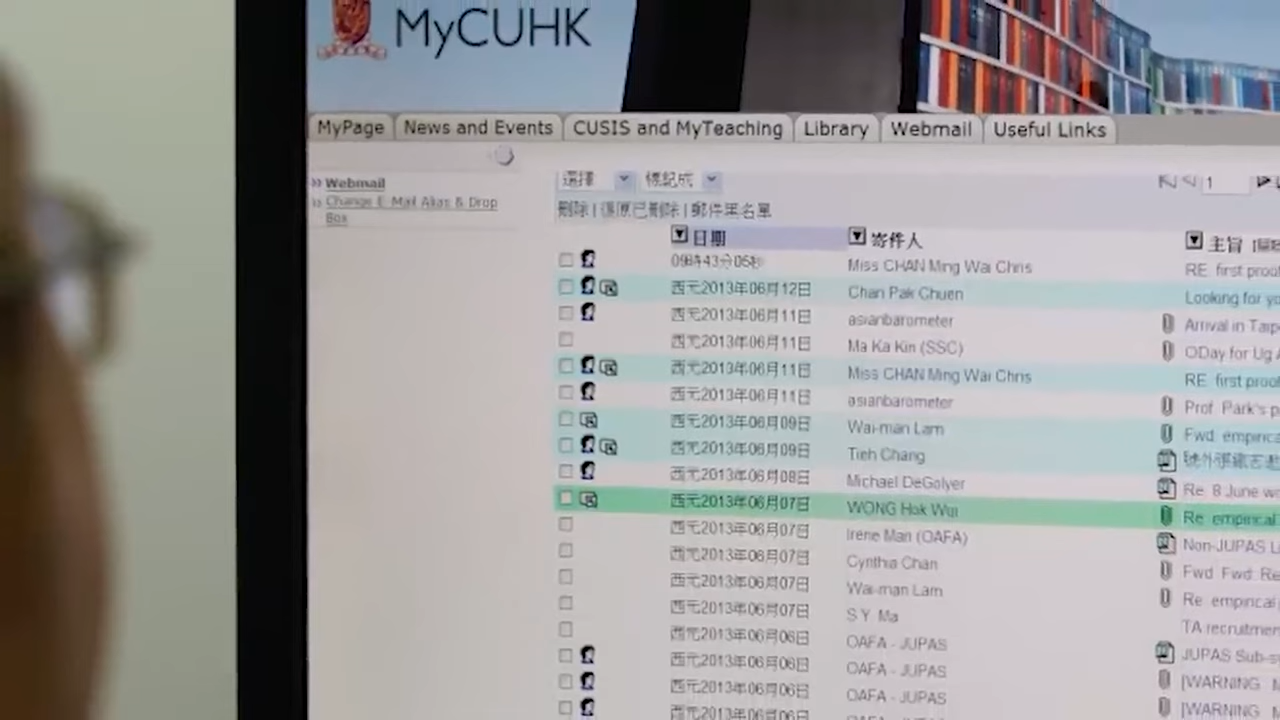 MyCUHK
MyPage News and Events CUSIS and MyTeaching Library Webmail Useful Links
Webmail
Change E-Mail Alias & Drop
Box
選擇 標記成 1
刪除 | 復原已刪除 | 郵件黑名單
日期 寄件人 主旨
09時43分05秒 Miss CHAN Ming Wai Chris RE: first proof
西元2013年06月12日 Chan Pak Chuen Looking for yo
西元2013年06月11日 asianbarometer Arrival in Taip
西元2013年06月11日 Ma Ka Kin (SSC) ODay for Ug A
西元2013年06月11日 Miss CHAN Ming Wai Chris RE: first proof
西元2013年06月11日 asianbarometer Prof. Park's p
西元2013年06月09日 Wai-man Lam Fwd: empirica
西元2013年06月09日 Tieh Chang
西元2013年06月08日 Michael DeGolyer Re: 8 June w
西元2013年06月07日 WONG Hok Wui Re: empirical
西元2013年06月07日 Irene Man (OAFA) Non-JUPAS L
西元2013年06月07日 Cynthia Chan Fwd: Fwd: Re
西元2013年06月07日 Wai-man Lam Re: empirical
西元2013年06月07日 S.Y. Ma TA recruitmen
西元2013年06月06日 OAFA - JUPAS JUPAS Sub-s
西元2013年06月06日 OAFA - JUPAS [WARNING : M
西元2013年06月06日 OAFA - JUPAS [WARNING : M
西元2013年06月06日